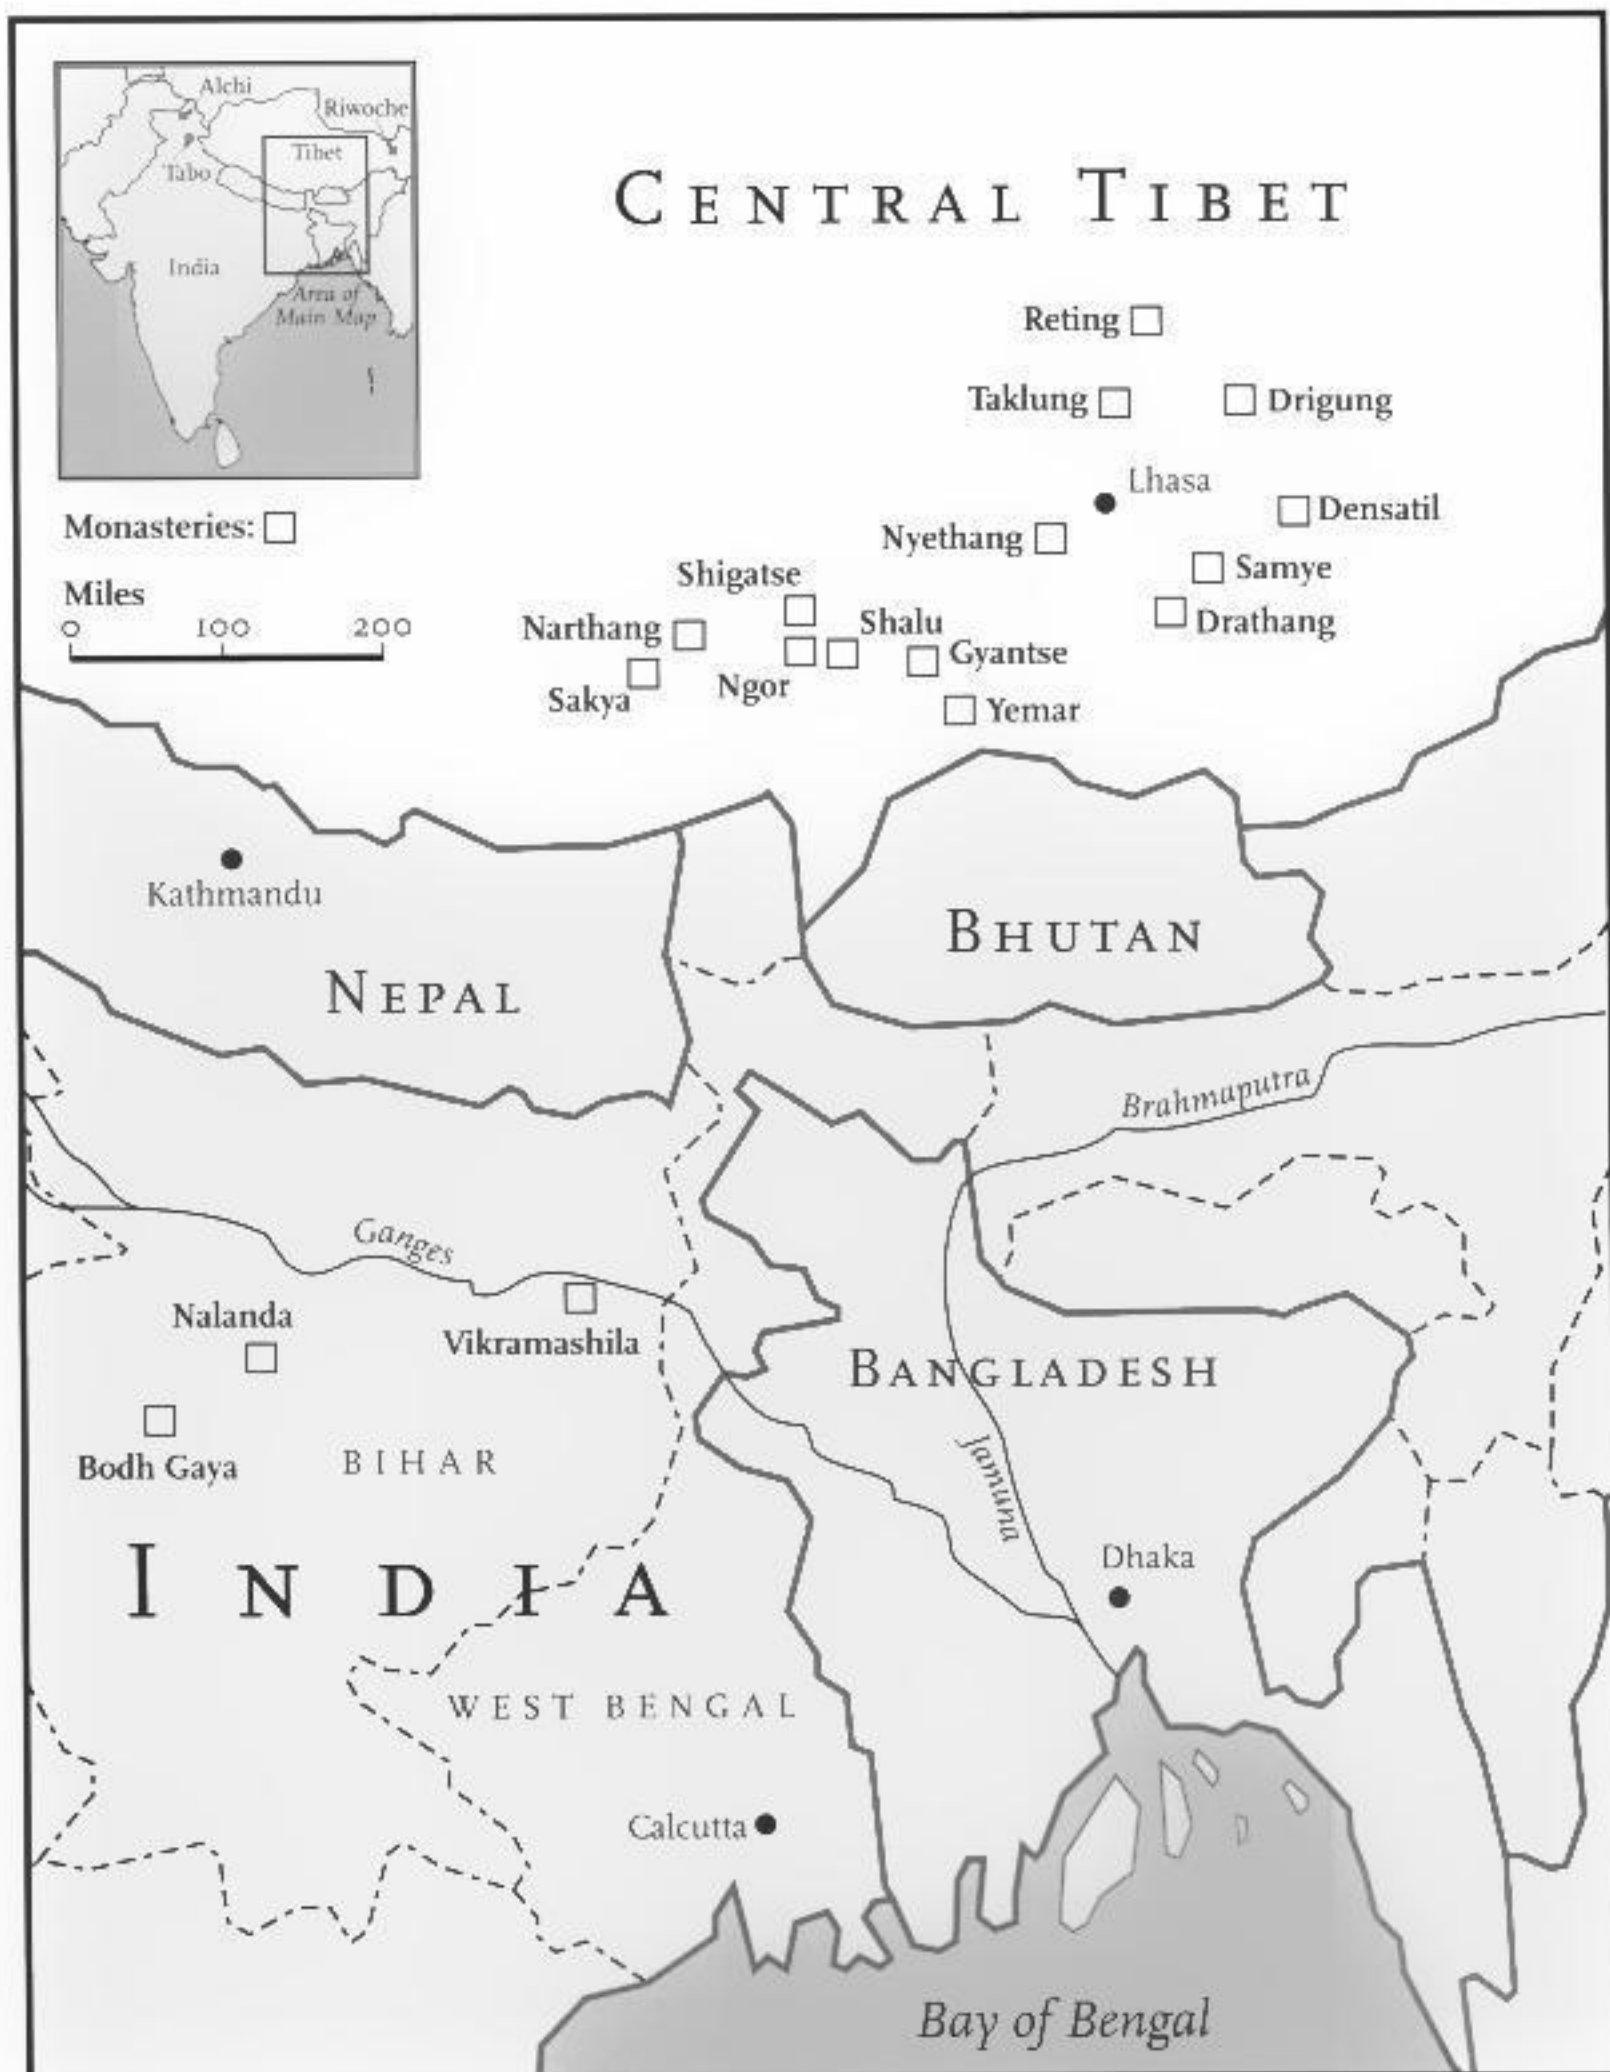 Alchi
Riwoche
Tibet
Tabo
India
Area of
Main Map
CENTRAL TIBET
Reting
Taklung
Drigung
Lhasa
Densatil
Nyethang
Samye
Drathang
Monasteries:
Miles
0 100 200
Shigatse
Narthang
Shalu
Gyantse
Sakya
Ngor
Yemar
Kathmandu
NEPAL
BHUTAN
Brahmaputra
Ganges
Nalanda
Vikramashila
Bodh Gaya
BIHAR
BANGLADESH
Jamuna
Dhaka
INDIA
WEST BENGAL
Calcutta
Bay of Bengal